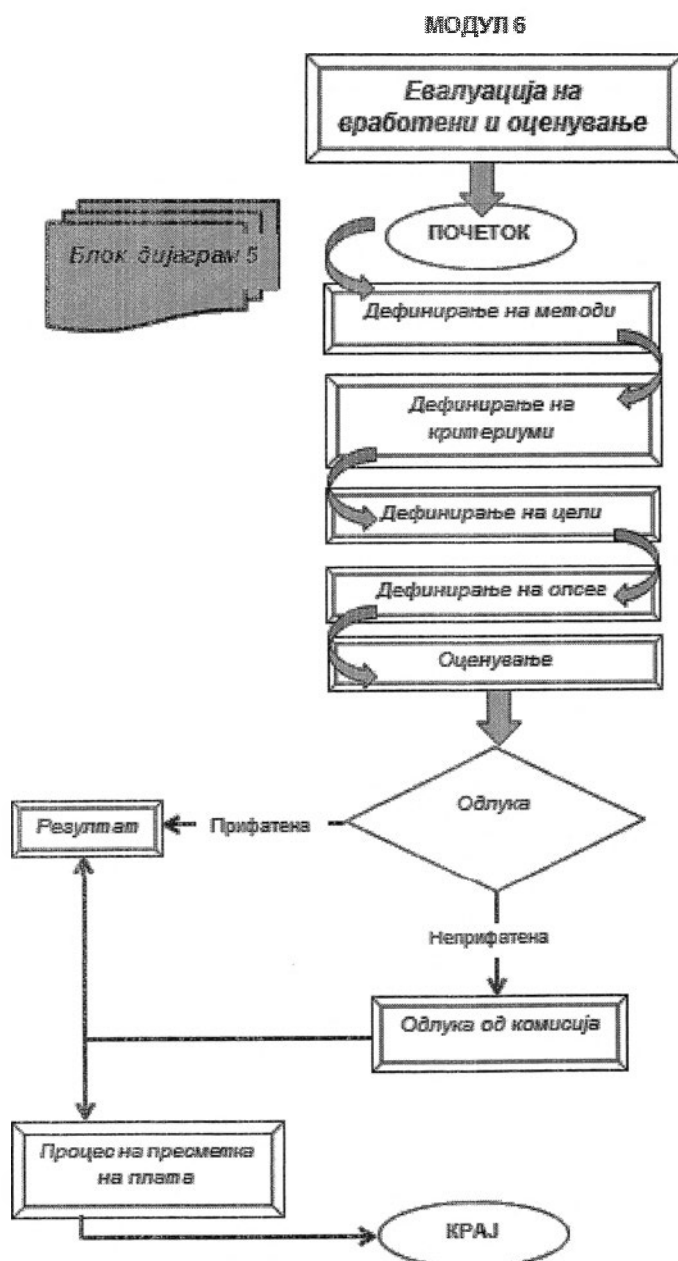 МОДУЛ 6
Евалуација на
вработени и оценување
ПОЧЕТОК
Блок дијаграм 5
Дефинирање на методи
Дефинирање на
критериуми
Дефинирање на цели
Дефинирање на опсег
Оценување
Одлука
Прифатена
Резултат
Неприфатена
Одлука од комисија
Процес на пресметка
на плата
КРАЈ